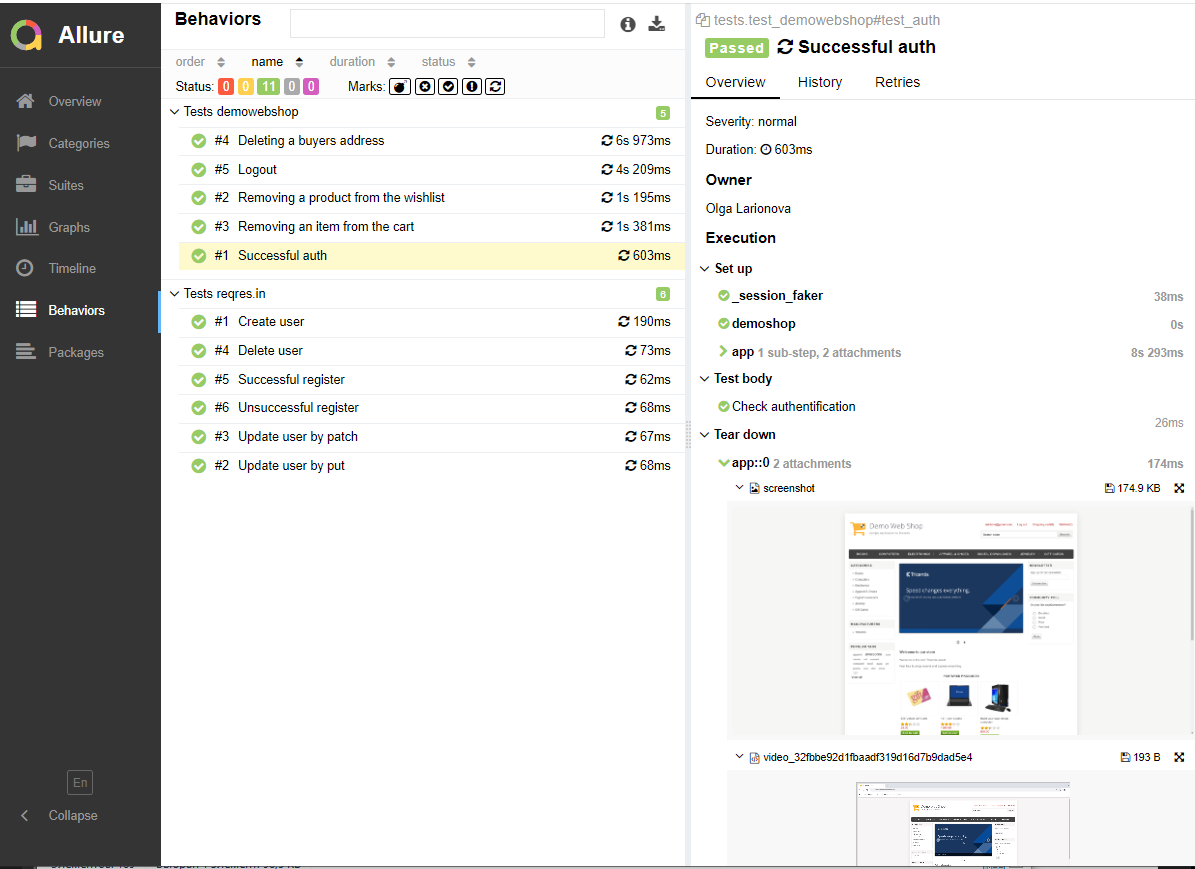 Allure
Overview
Categories
Suites
Graphs
Timeline
Behaviors
Packages
En
Collapse
Behaviors
order name duration status
Status: 0 0 11 0 0 Marks:
Tests demowebshop 5
#4 Deleting a buyers address 6s 973ms
#5 Logout 4s 209ms
#2 Removing a product from the wishlist 1s 195ms
#3 Removing an item from the cart 1s 381ms
#1 Successful auth 603ms
Tests reqres.in 6
#1 Create user 190ms
#4 Delete user 73ms
#5 Successful register 62ms
#6 Unsuccessful register 68ms
#3 Update user by patch 67ms
#2 Update user by put 68ms
tests.test_demowebshop#test_auth
Passed Successful auth
Overview History Retries
Severity: normal
Duration: 603ms
Owner
Olga Larionova
Execution
Set up
_session_faker 38ms
demoshop 0s
app 1 sub-step, 2 attachments 8s 293ms
Test body
Check authentification
26ms
Tear down
app::0 2 attachments 174ms
screenshot 174.9 KB
Demo Web Shop
Tricentis
Speed changes everything.
Welcome to our store
video_32fbbe92d1fbaadf319d16d7b9dad5e4 193 B